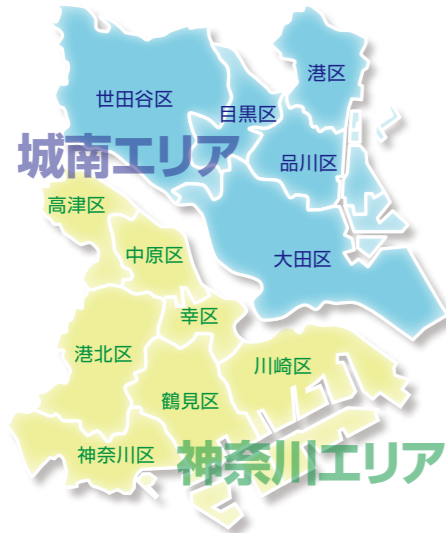 港区
世田谷区
目黒区
城南エリア
品川区
高津区
中原区
大田区
幸区
港北区
川崎区
鶴見区
神奈川区
神奈川エリア